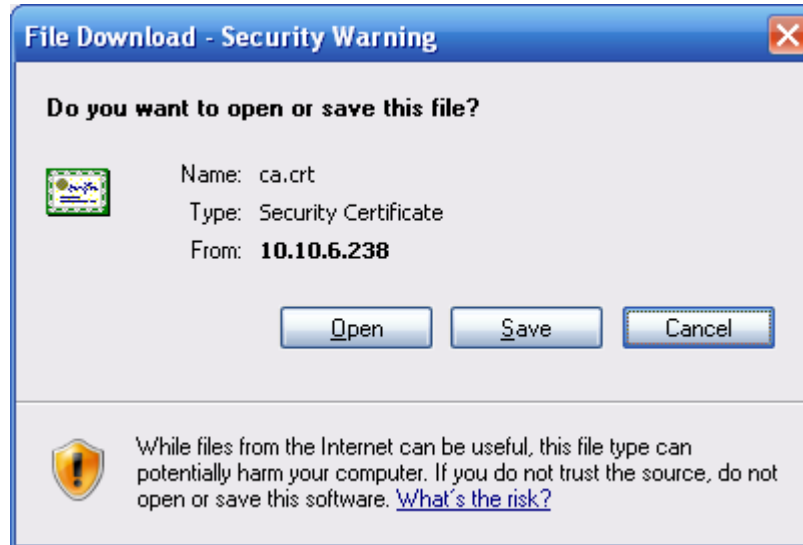 File Download - Security Warning
Do you want to open or save this file?
Name: ca.crt
Type: Security Certificate
From: 10.10.6.238
Open Save Cancel
While files from the Internet can be useful, this file type can
potentially harm your computer. If you do not trust the source, do not
open or save this software. What's the risk?